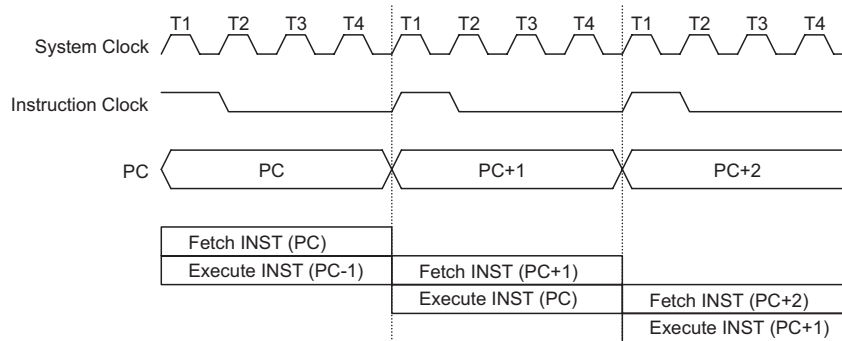 T1 T2 T3 T4 T1 T2 T3 T4 T1 T2 T3 T4
System Clock
Instruction Clock
PC PC PC+1 PC+2
Fetch INST (PC)
Execute INST (PC-1) Fetch INST (PC+1)
Execute INST (PC) Fetch INST (PC+2)
Execute INST (PC+1)